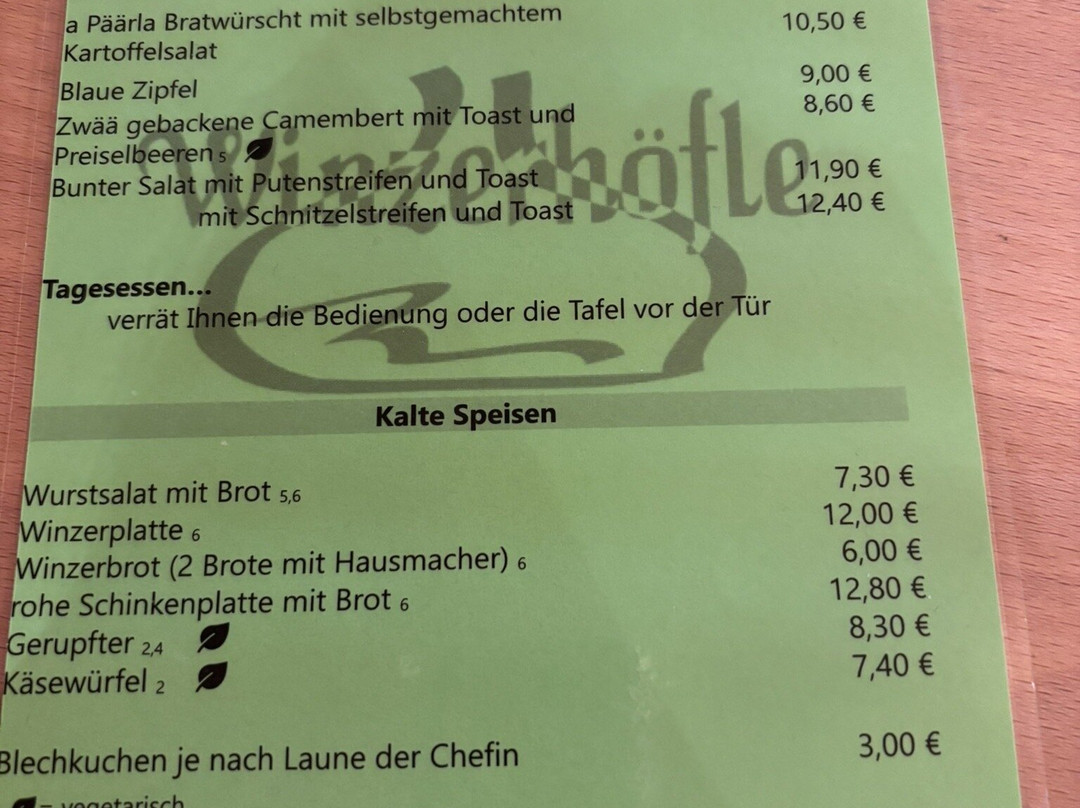 a Päärla Bratwürscht mit selbstgemachtem 10,50 €
Kartoffelsalat
Blaue Zipfel 9,00 €
Zwää gebackene Camembert mit Toast und 8,60 €
Preiselbeeren 5
Bunter Salat mit Putenstreifen und Toast 11,90 €
mit Schnitzelstreifen und Toast 12,40 €
Winzerhöfle
Tagesessen...
verrät Ihnen die Bedienung oder die Tafel vor der Tür
Kalte Speisen
Wurstsalat mit Brot 5,6 7,30 €
Winzerplatte 6 12,00 €
Winzerbrot (2 Brote mit Hausmacher) 6 6,00 €
rohe Schinkenplatte mit Brot 6 12,80 €
Gerupfter 2,4 8,30 €
Käsewürfel 2 7,40 €
Blechkuchen je nach Laune der Chefin 3,00 €
= vegetarisch